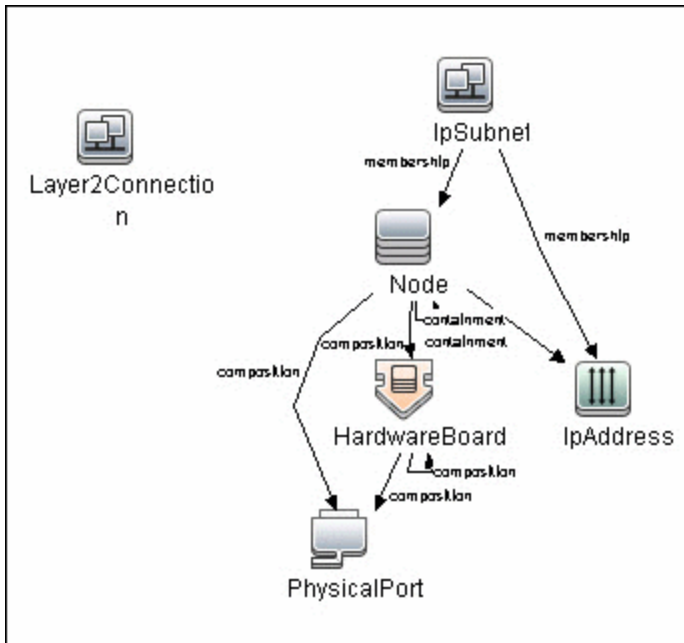 IpSubnet
Layer2Connectio
n
membership
membership
Node
containment
composition containment
composition
HardwareBoard
IpAddress
composition
composition
PhysicalPort